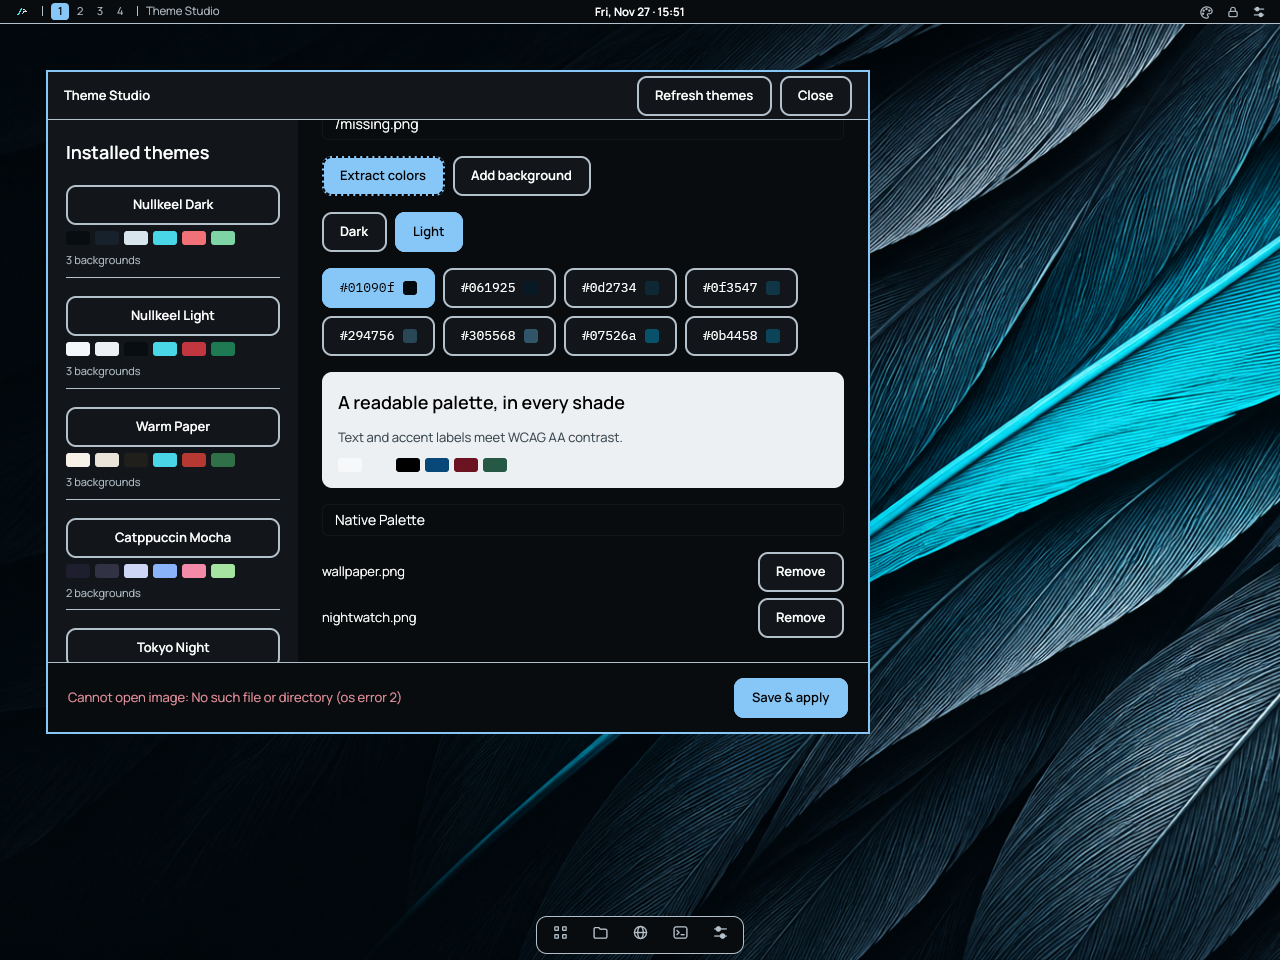 1 2 3 4 Theme Studio
Fri, Nov 27 · 15:51
Theme Studio
Refresh themes
Close
Installed themes
Nullkeel Dark
3 backgrounds
Nullkeel Light
3 backgrounds
Warm Paper
3 backgrounds
Catppuccin Mocha
2 backgrounds
Tokyo Night
/missing.png
Extract colors
Add background
Dark
Light
#01090f #061925 #0d2734 #0f3547
#294756 #305568 #07526a #0b4458
A readable palette, in every shade
Text and accent labels meet WCAG AA contrast.
Native Palette
wallpaper.png
Remove
nightwatch.png
Remove
Cannot open image: No such file or directory (os error 2)
Save & apply